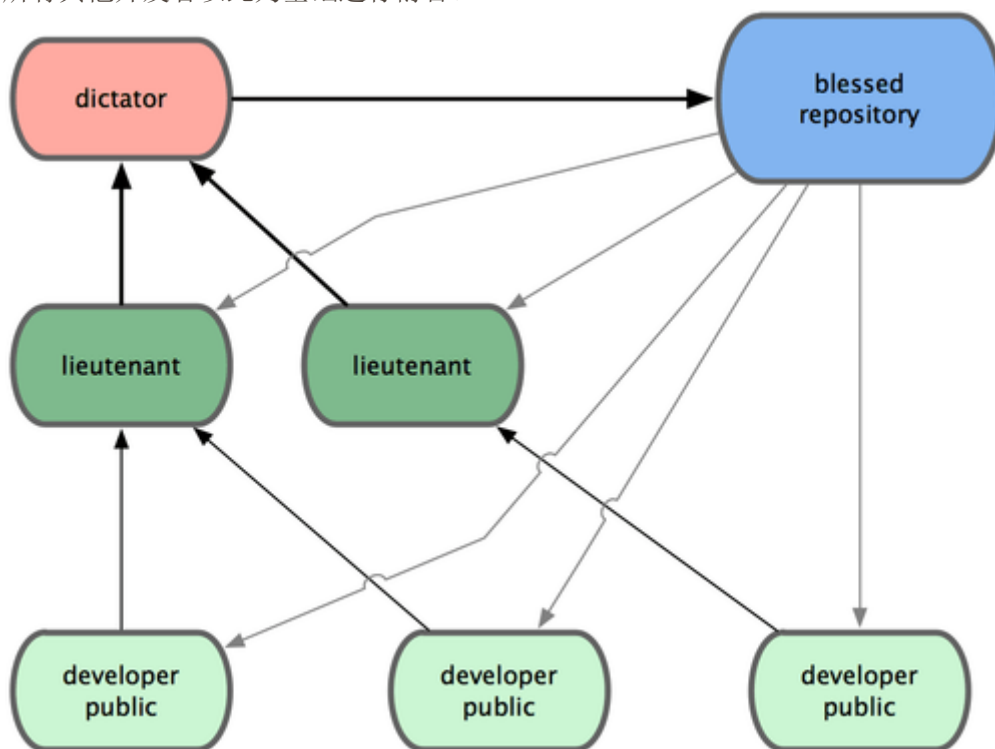 dictator
blessed
repository
lieutenant
lieutenant
developer
public
developer
public
developer
public